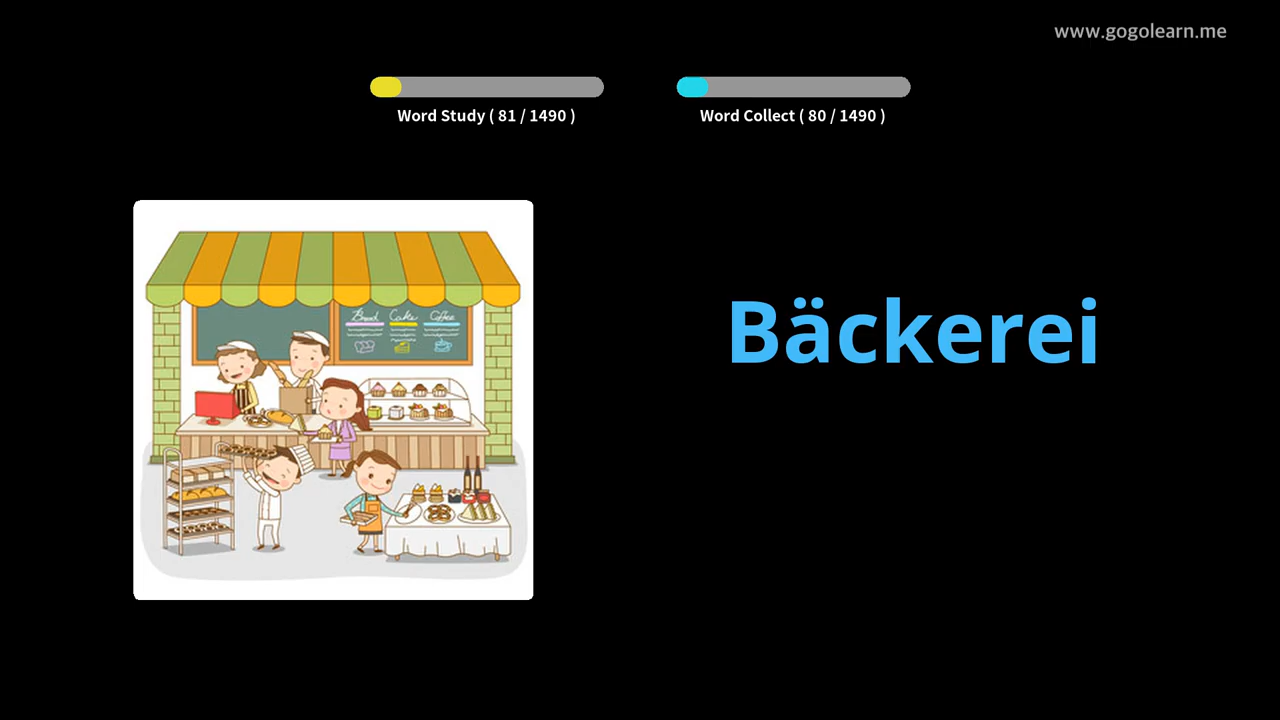 www.gogolearn.me
Word Study ( 81 / 1490 )
Word Collect ( 80 / 1490 )
Bread Cake Coffee
Bäckerei